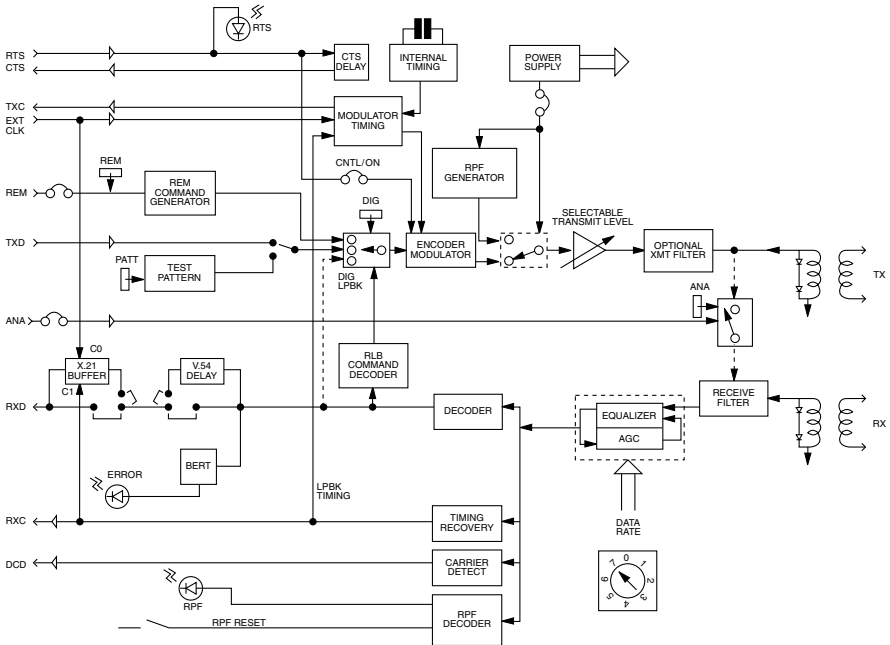 RTS
RTS
CTS
CTS
DELAY
INTERNAL
TIMING
POWER
SUPPLY
TXC
EXT
CLK
MODULATOR
TIMING
REM
REM
REM
COMMAND
GENERATOR
CNTL/ON
RPF
GENERATOR
DIG
SELECTABLE
TRANSMIT LEVEL
TXD
PATT
TEST
PATTERN
DIG
LPBK
ENCODER
MODULATOR
OPTIONAL
XMT FILTER
TX
ANA
ANA
C0
X.21
BUFFER
C1
V.54
DELAY
RLB
COMMAND
DECODER
RXD
DECODER
EQUALIZER
AGC
RECEIVE
FILTER
RX
BERT
ERROR
LPBK
TIMING
DATA
RATE
RXC
TIMING
RECOVERY
DCD
CARRIER
DETECT
RPF
RPF RESET
RPF
DECODER
0
1
2
3
4
5
6
7